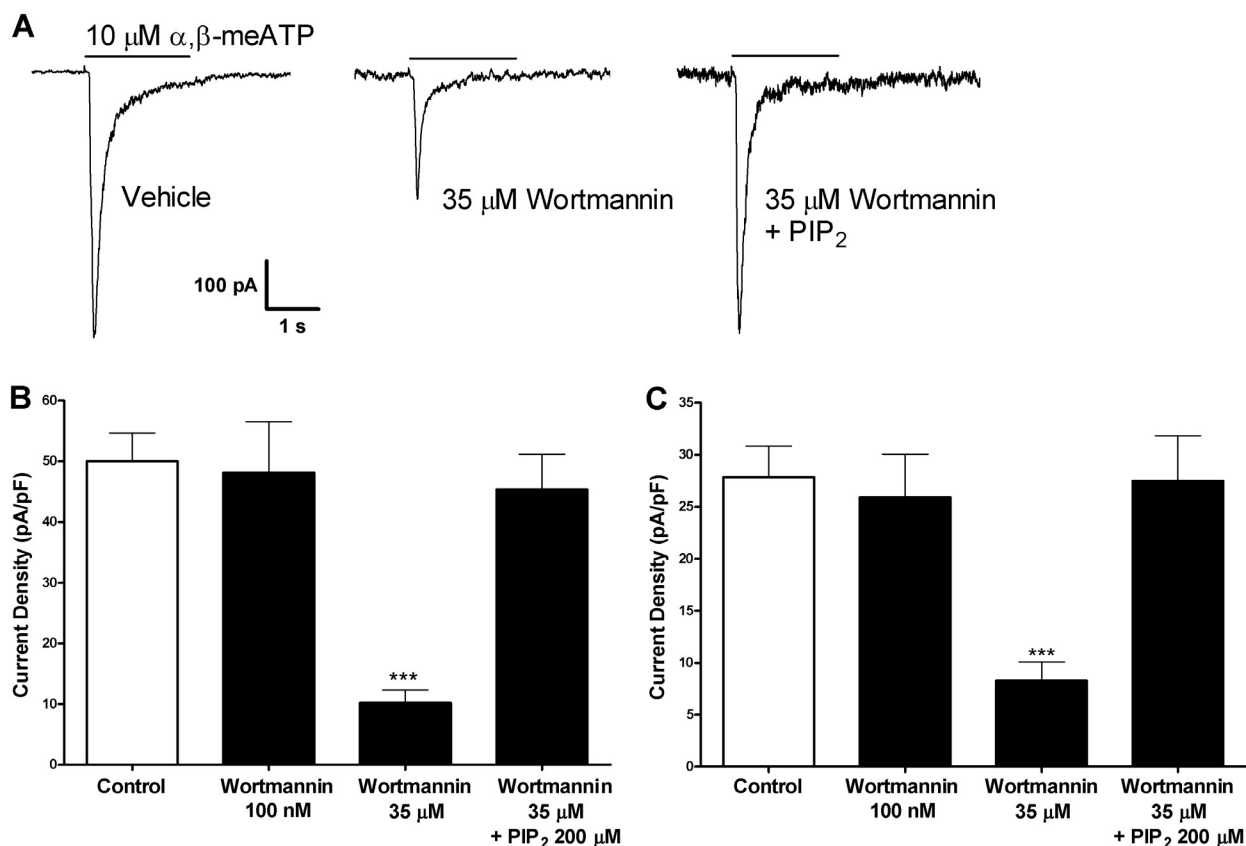 A
10 μM α,β-meATP
Vehicle
35 μM Wortmannin
35 μM Wortmannin
+ PIP₂
100 pA
1 s
B
Current Density (pA/pF)
60
50
40
30
20
10
0
***
Control
Wortmannin
100 nM
Wortmannin
35 μM
Wortmannin
35 μM
+ PIP₂ 200 μM
C
Current Density (pA/pF)
35
30
25
20
15
10
5
0
***
Control
Wortmannin
100 nM
Wortmannin
35 μM
Wortmannin
35 μM
+ PIP₂ 200 μM